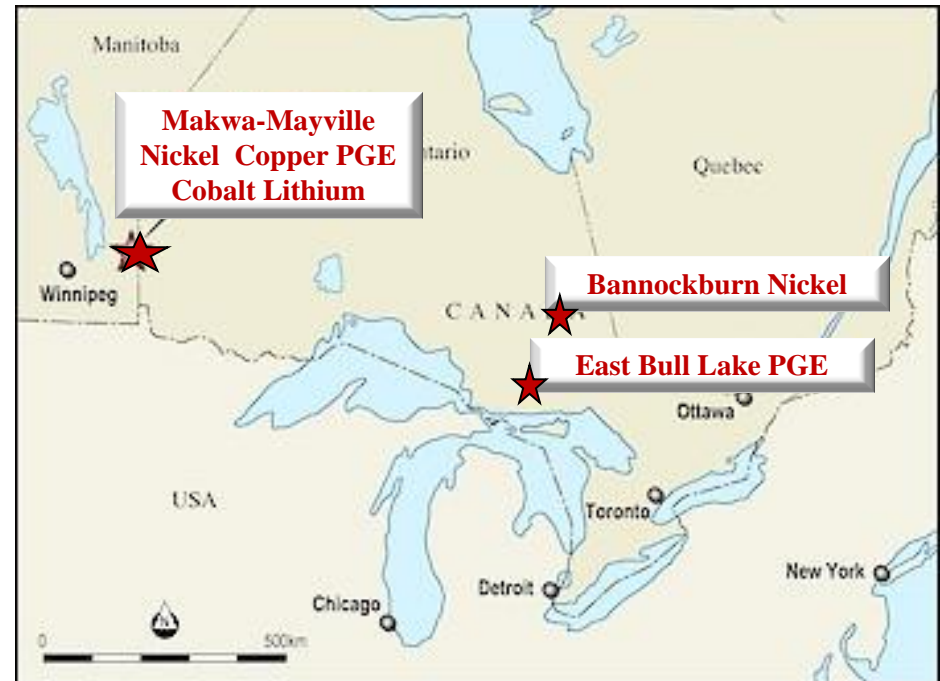 Manitoba
Makwa-Mayville
Nickel Copper PGE
Cobalt Lithium
ntario
Quebec
Winnipeg
Bannockburn Nickel
CANA
East Bull Lake PGE
Ottawa
USA
Toronto
New York
Detroit
Chicago
0
500km